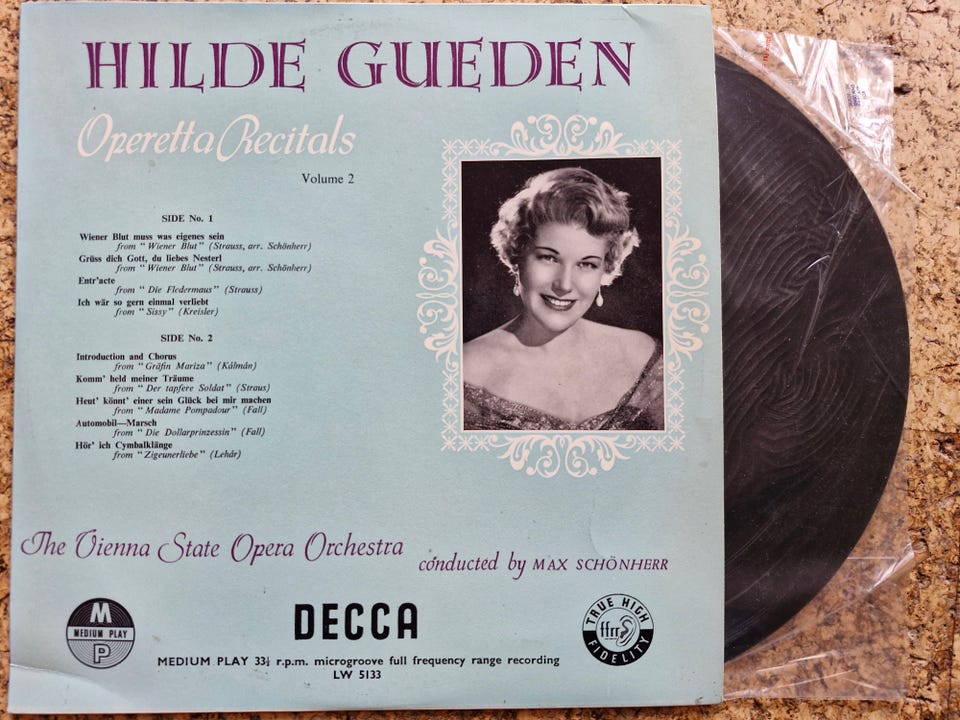 HILDE GUEDEN
Operetta Recitals
Volume 2
SIDE No. 1
Wiener Blut muss was eigenes sein
from "Wiener Blut" (Strauss, arr. Schönherr)
Grüss dich Gott, du liebes Nesterl
from "Wiener Blut" (Strauss, arr. Schönherr)
Entr'acte
from "Die Fledermaus" (Strauss)
Ich wär so gern einmal verliebt
from "Sissy" (Kreisler)
SIDE No. 2
Introduction and Chorus
from "Gräfin Mariza" (Kálmán)
Komm' held meiner Träume
from "Der tapfere Soldat" (Straus)
Heut' könnt' einer sein Glück bei mir machen
from "Madame Pompadour" (Fall)
Automobil—Marsch
from "Die Dollarprinzessin" (Fall)
Hör' ich Cymbalklänge
from "Zigeunerliebe" (Lehár)
The Vienna State Opera Orchestra
conducted by MAX SCHÖNHERR
M
MEDIUM PLAY
P
DECCA
TRUE HIGH
ffrr
FIDELITY
MEDIUM PLAY 33⅓ r.p.m. microgroove full frequency range recording
LW 5133